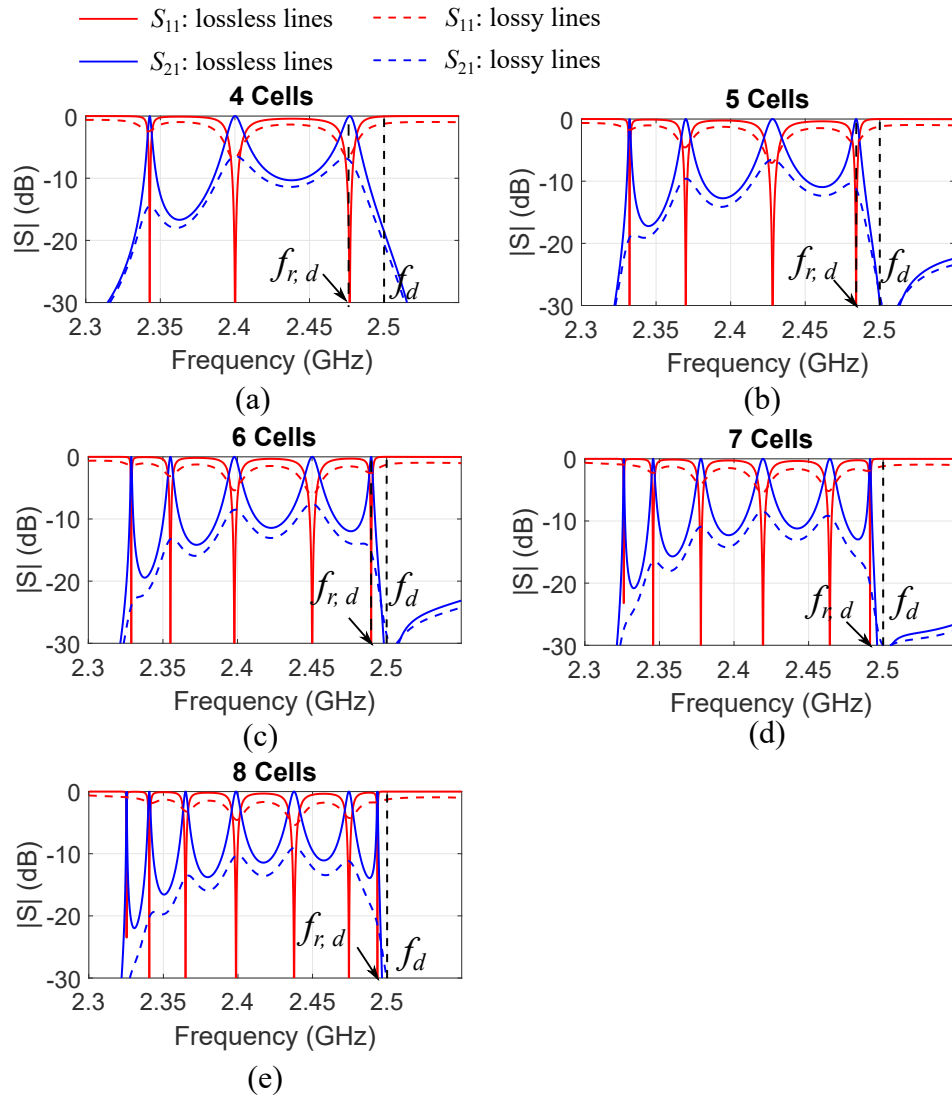 S11: lossless lines S11: lossy lines
S21: lossless lines S21: lossy lines
4 Cells
0
-10
-20
-30
|S| (dB)
fr, d
fd
2.3 2.35 2.4 2.45 2.5
Frequency (GHz)
(a)
5 Cells
0
-10
-20
-30
|S| (dB)
fr, d
fd
2.3 2.35 2.4 2.45 2.5
Frequency (GHz)
(b)
6 Cells
0
-10
-20
-30
|S| (dB)
fr, d
fd
2.3 2.35 2.4 2.45 2.5
Frequency (GHz)
(c)
7 Cells
0
-10
-20
-30
|S| (dB)
fr, d
fd
2.3 2.35 2.4 2.45 2.5
Frequency (GHz)
(d)
8 Cells
0
-10
-20
-30
|S| (dB)
fr, d
fd
2.3 2.35 2.4 2.45 2.5
Frequency (GHz)
(e)